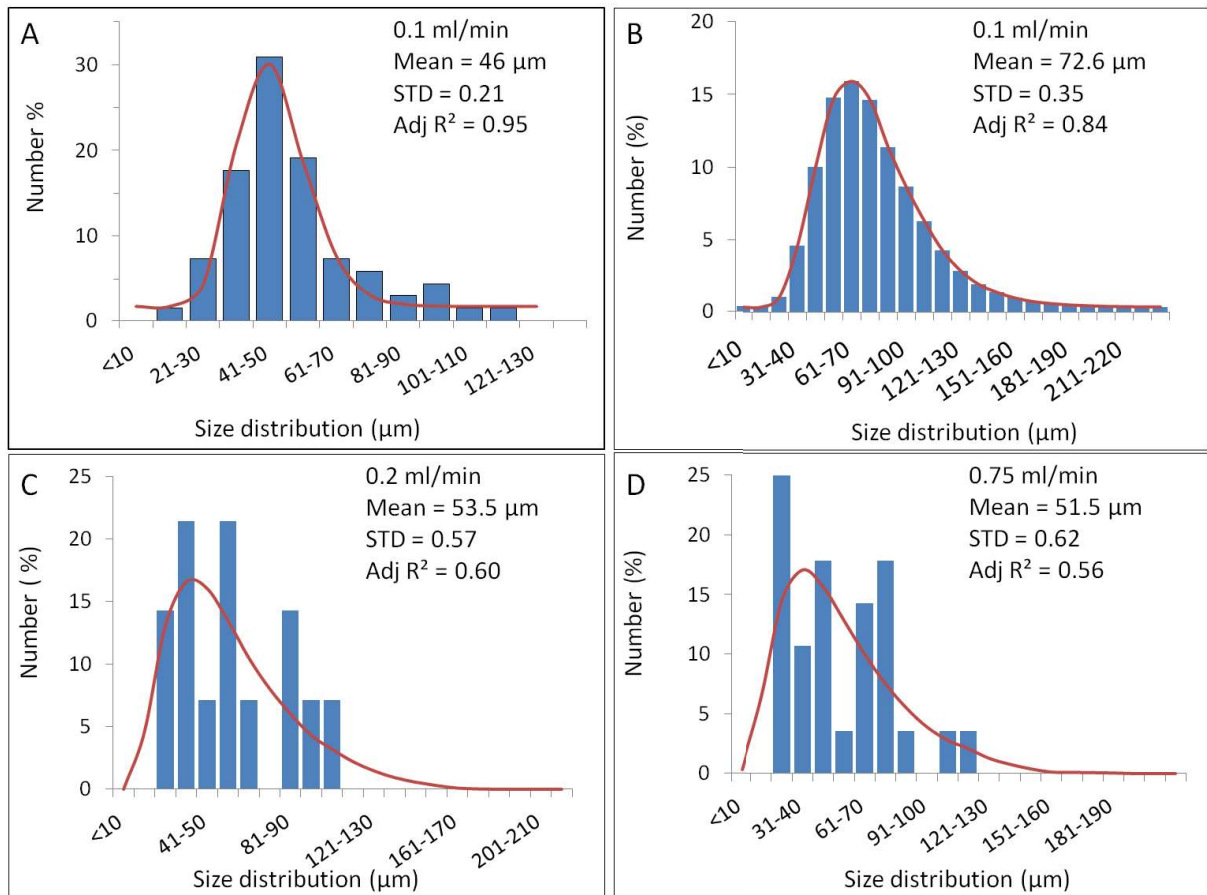 A
0.1 ml/min
Mean = 46 µm
STD = 0.21
Adj R² = 0.95
Number %
30
20
10
0
<10
21-30
41-50
61-70
81-90
101-110
121-130
Size distribution (µm)
B
0.1 ml/min
Mean = 72.6 µm
STD = 0.35
Adj R² = 0.84
Number (%)
20
15
10
5
0
<10
31-40
61-70
91-100
121-130
151-160
181-190
211-220
Size distribution (µm)
C
0.2 ml/min
Mean = 53.5 µm
STD = 0.57
Adj R² = 0.60
Number ( %)
25
20
15
10
5
0
<10
41-50
81-90
121-130
161-170
201-210
Size distribution (µm)
D
0.75 ml/min
Mean = 51.5 µm
STD = 0.62
Adj R² = 0.56
Number (%)
25
20
15
10
5
0
<10
31-40
61-70
91-100
121-130
151-160
181-190
Size distribution (µm)